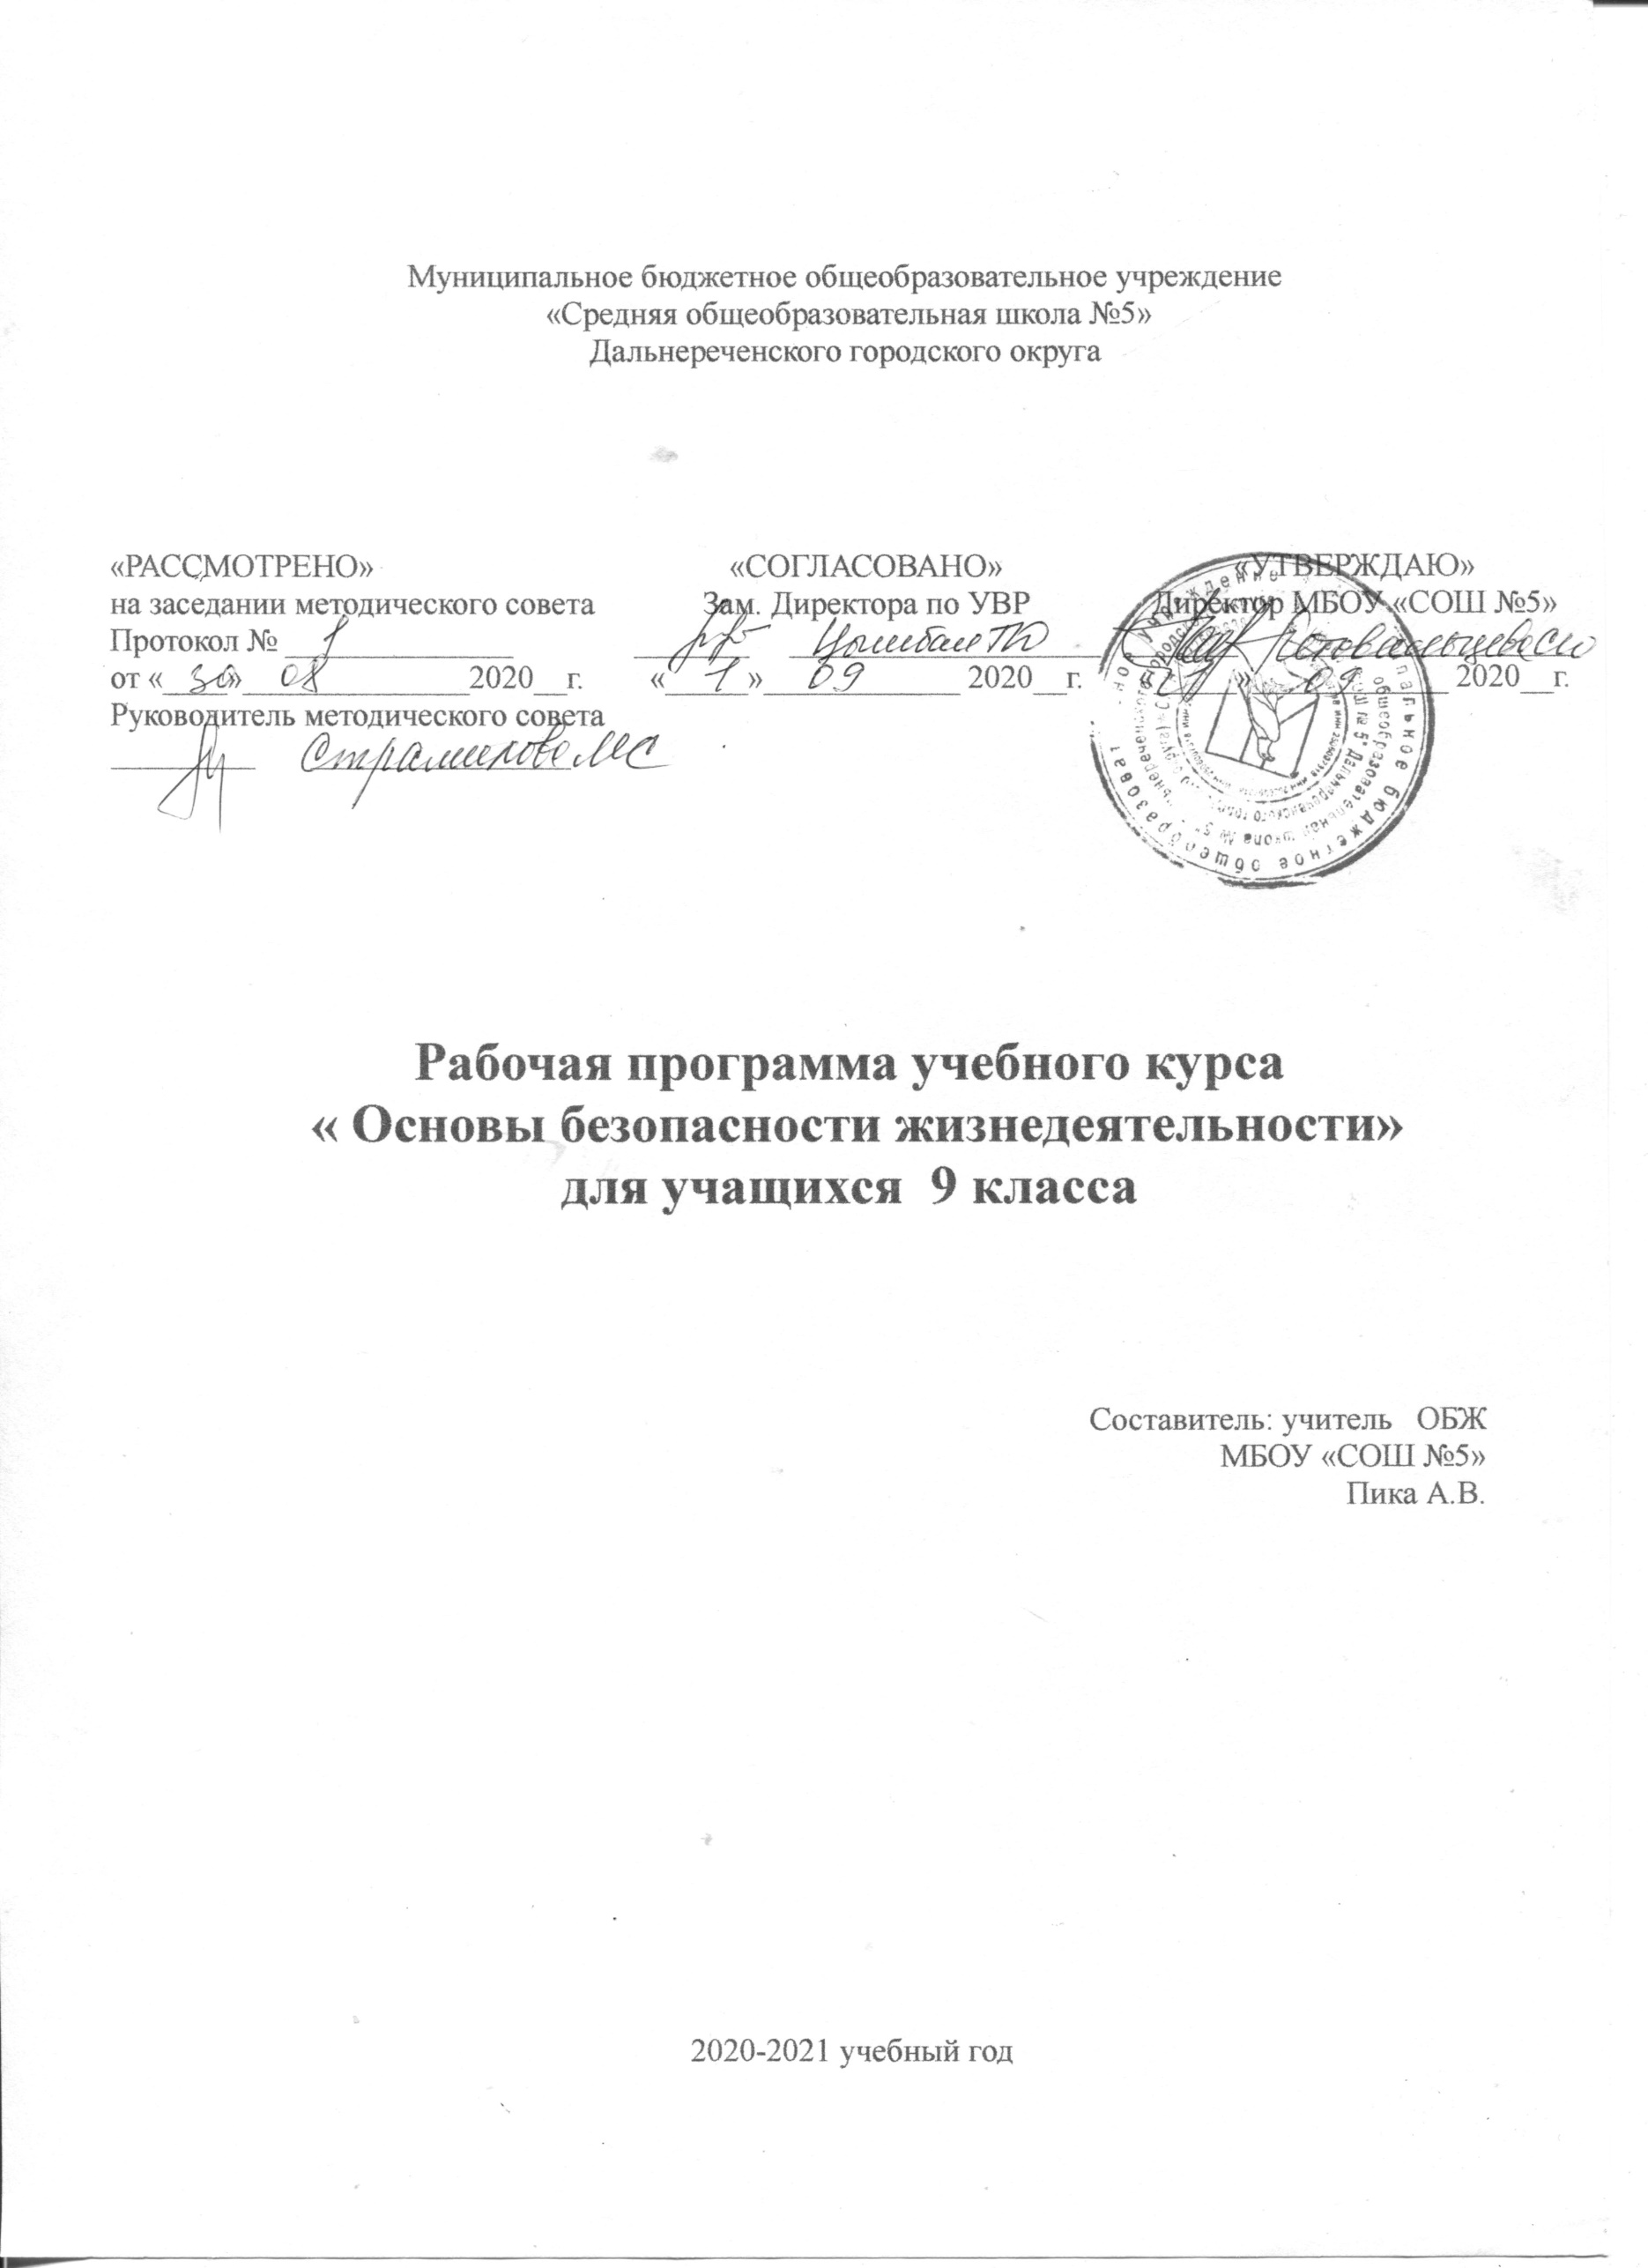 Муниципальное бюджетное общеобразовательное учреждение
«Средняя общеобразовательная школа №5»
Дальнереченского городского округа
«РАССМОТРЕНО»
на заседании методического совета
Протокол № 1
от «30» 08 2020 г.
Руководитель методического совета
«СОГЛАСОВАНО»
Зам. Директора по УВР
Цымбал
«1» 09 2020 г.
«УТВЕРЖДАЮ»
Директор МБОУ «СОШ №5»
«1» 09 2020 г.
Рабочая программа учебного курса
« Основы безопасности жизнедеятельности»
для учащихся 9 класса
Составитель: учитель ОБЖ
МБОУ «СОШ №5»
Пика А.В.
2020-2021 учебный год